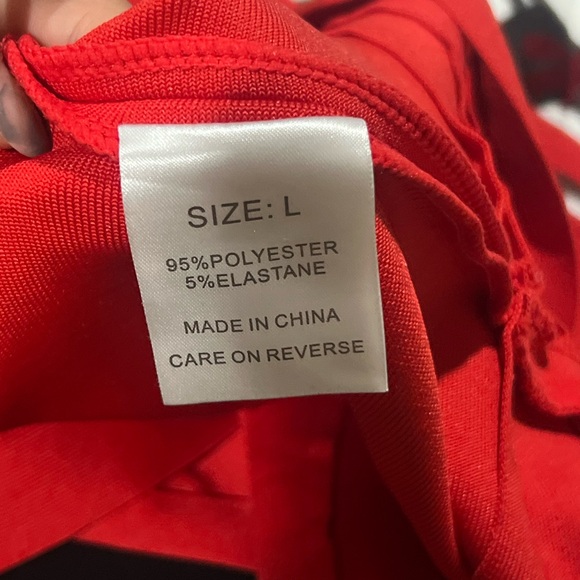 SIZE: L
95%POLYESTER
5%ELASTANE
MADE IN CHINA
CARE ON REVERSE